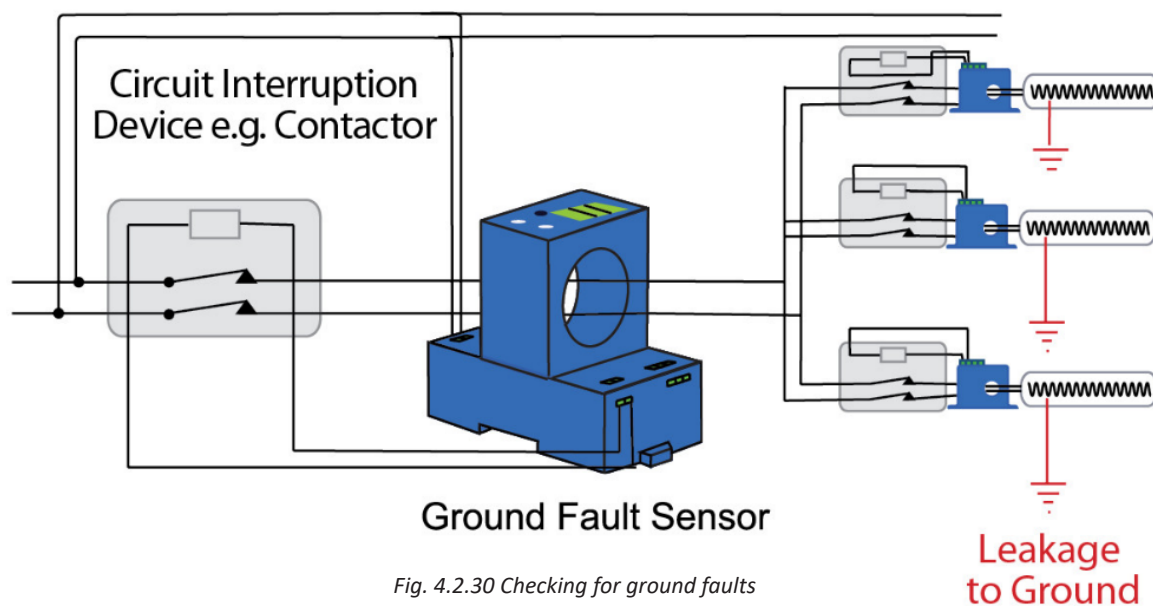 Circuit Interruption
Device e.g. Contactor
Ground Fault Sensor
Leakage
to Ground
Fig. 4.2.30 Checking for ground faults